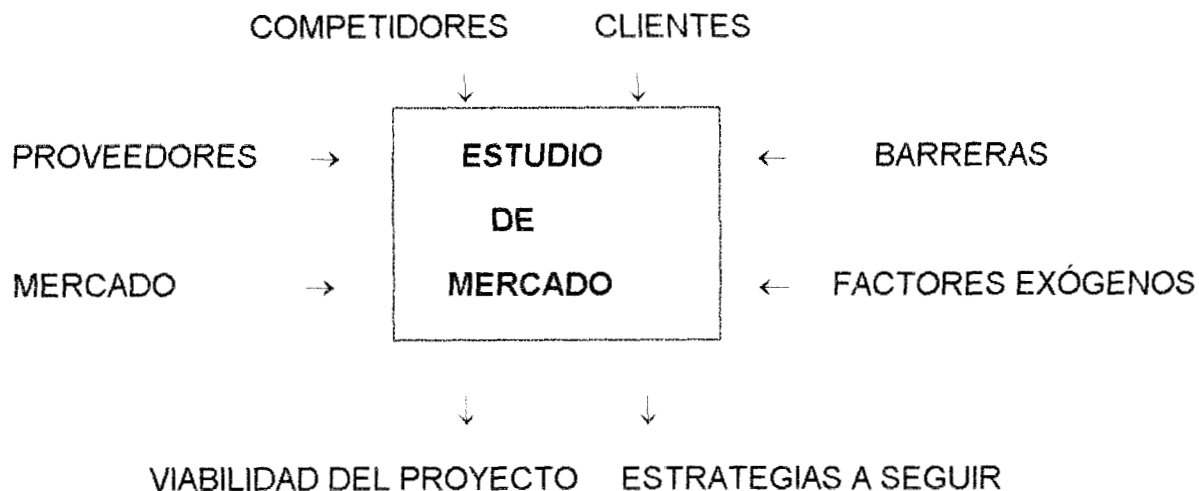 COMPETIDORES CLIENTES
↓ ↓
PROVEEDORES → ESTUDIO ← BARRERAS
DE
MERCADO → MERCADO ← FACTORES EXÓGENOS
↓ ↓
VIABILIDAD DEL PROYECTO ESTRATEGIAS A SEGUIR